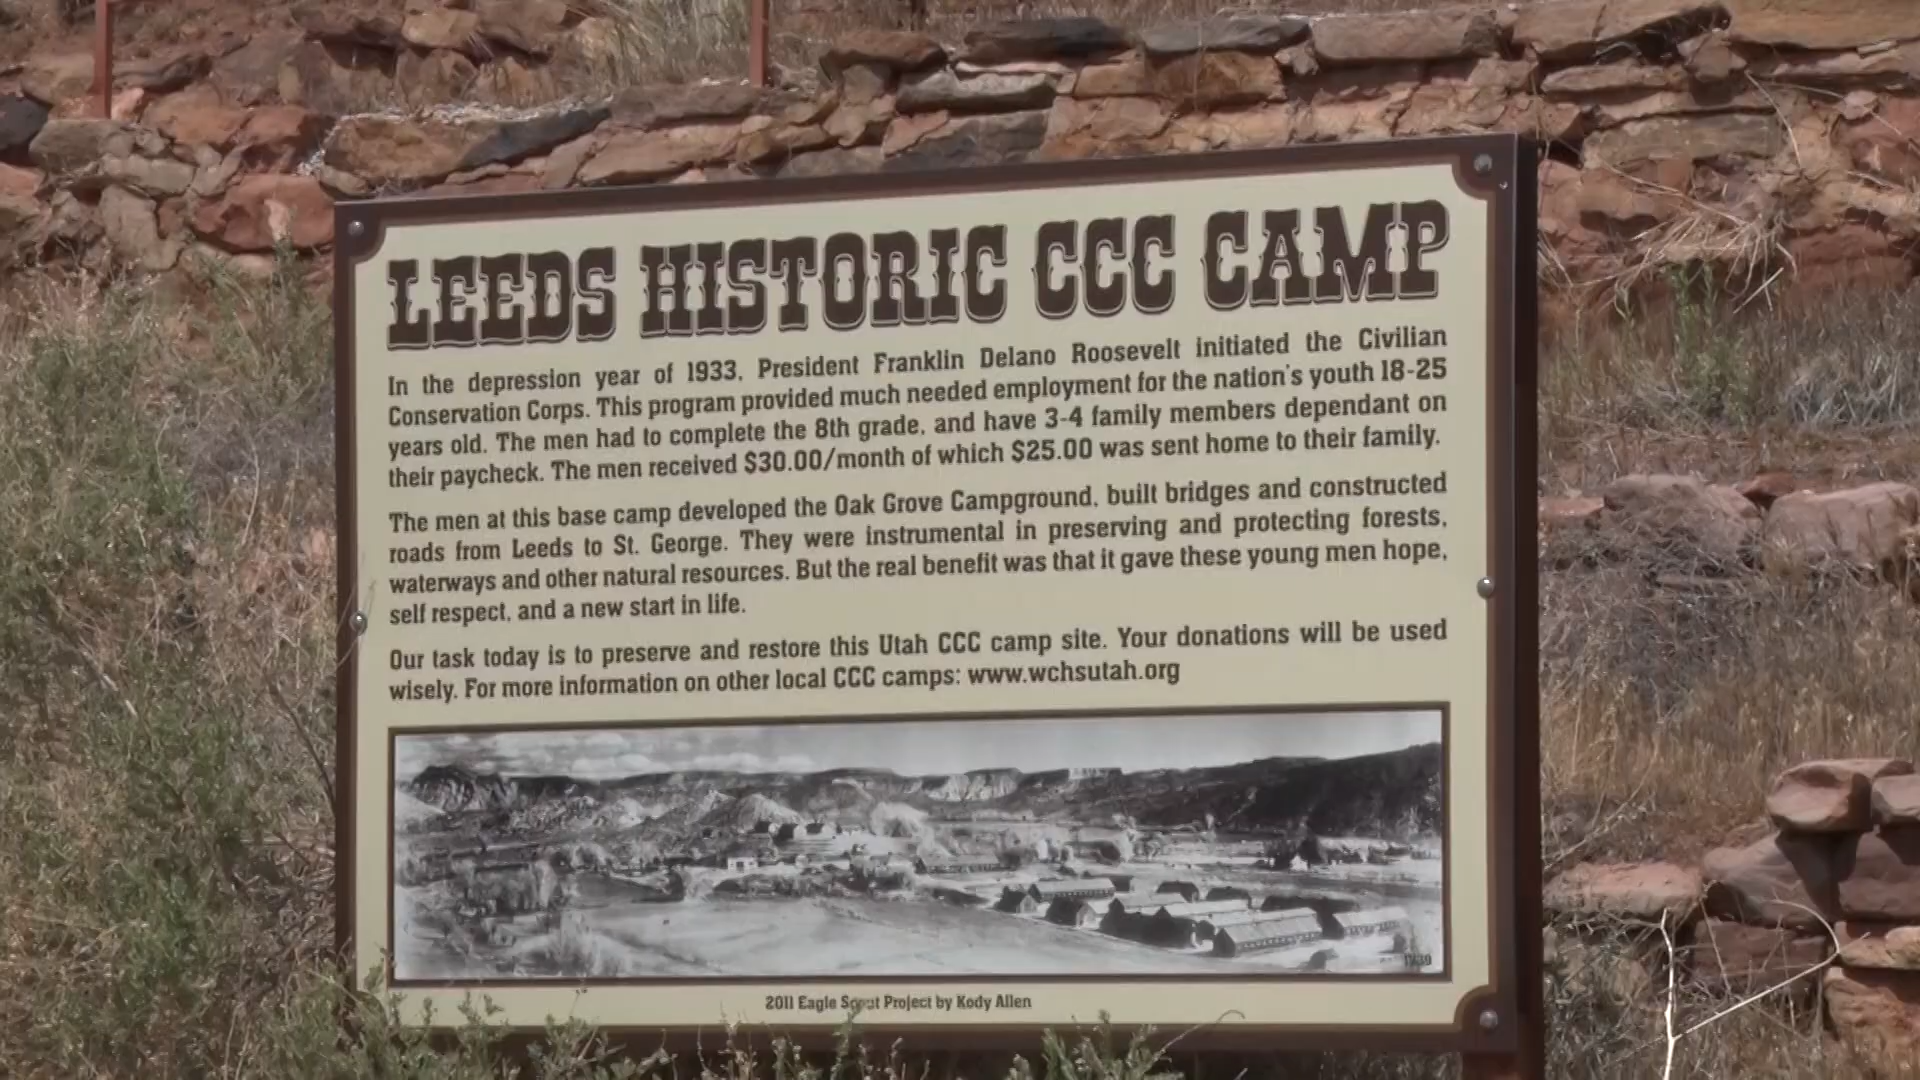 LEEDS HISTORIC CCC CAMP
In the depression year of 1933, President Franklin Delano Roosevelt initiated the Civilian
Conservation Corps. This program provided much needed employment for the nation's youth 18-25
years old. The men had to complete the 8th grade, and have 3-4 family members dependant on
their paycheck. The men received $30.00/month of which $25.00 was sent home to their family.
The men at this base camp developed the Oak Grove Campground, built bridges and constructed
roads from Leeds to St. George. They were instrumental in preserving and protecting forests,
waterways and other natural resources. But the real benefit was that it gave these young men hope,
self respect, and a new start in life.
Our task today is to preserve and restore this Utah CCC camp site. Your donations will be used
wisely. For more information on other local CCC camps: www.wchsutah.org
2011 Eagle Scout Project by Kody Allen